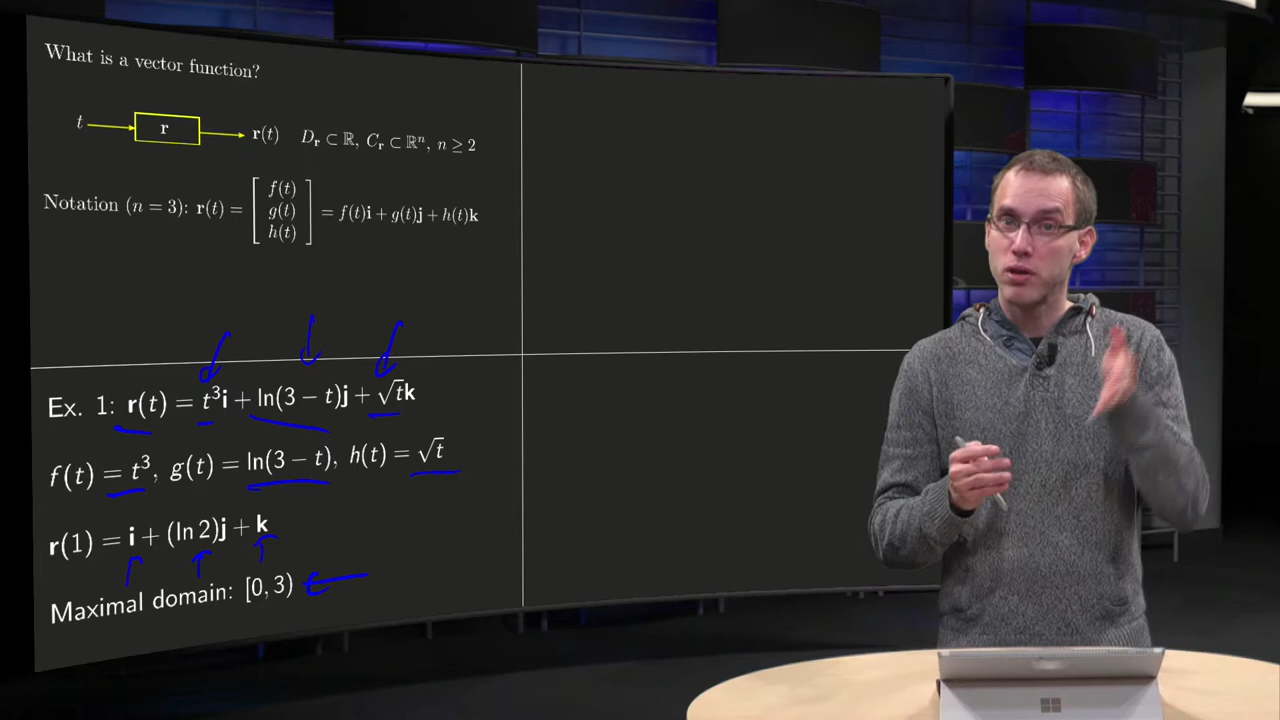 What is a vector function?
t r r(t) D_r ⊂ ℝ, C_r ⊂ ℝⁿ, n ≥ 2
Notation (n = 3): r(t) = [ f(t) g(t) h(t) ] = f(t)i + g(t)j + h(t)k
Ex. 1: r(t) = t³i + ln(3 − t)j + √t k
f(t) = t³, g(t) = ln(3 − t), h(t) = √t
r(1) = i + (ln 2)j + k
Maximal domain: [0, 3)